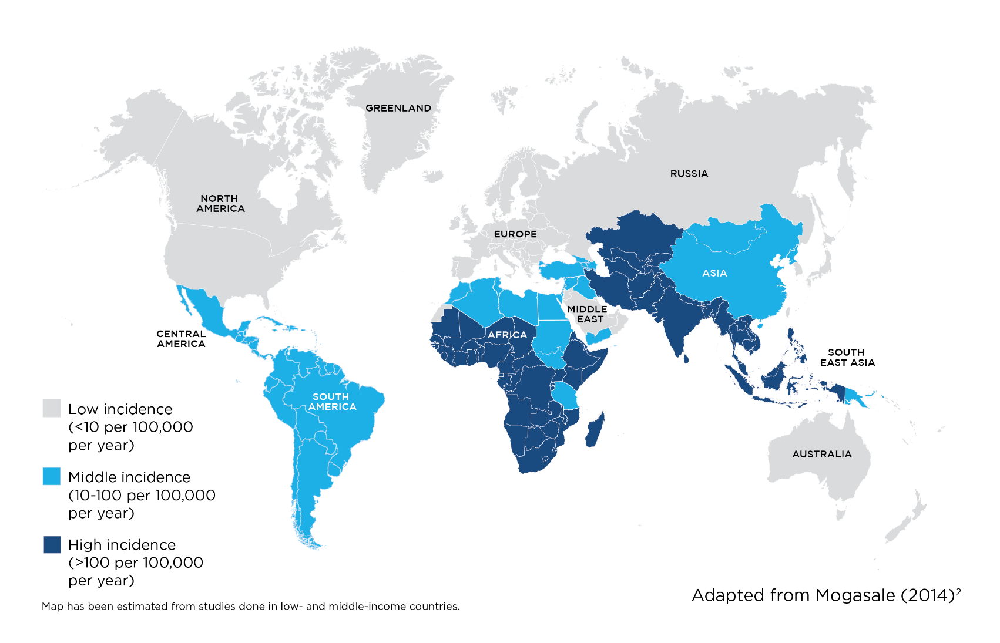 GREENLAND
RUSSIA
NORTH
AMERICA
EUROPE
ASIA
MIDDLE
EAST
CENTRAL
AMERICA
AFRICA
SOUTH
EAST ASIA
SOUTH
AMERICA
AUSTRALIA
Low incidence
(<10 per 100,000
per year)
Middle incidence
(10-100 per 100,000
per year)
High incidence
(>100 per 100,000
per year)
Adapted from Mogasale (2014)2
Map has been estimated from studies done in low- and middle-income countries.